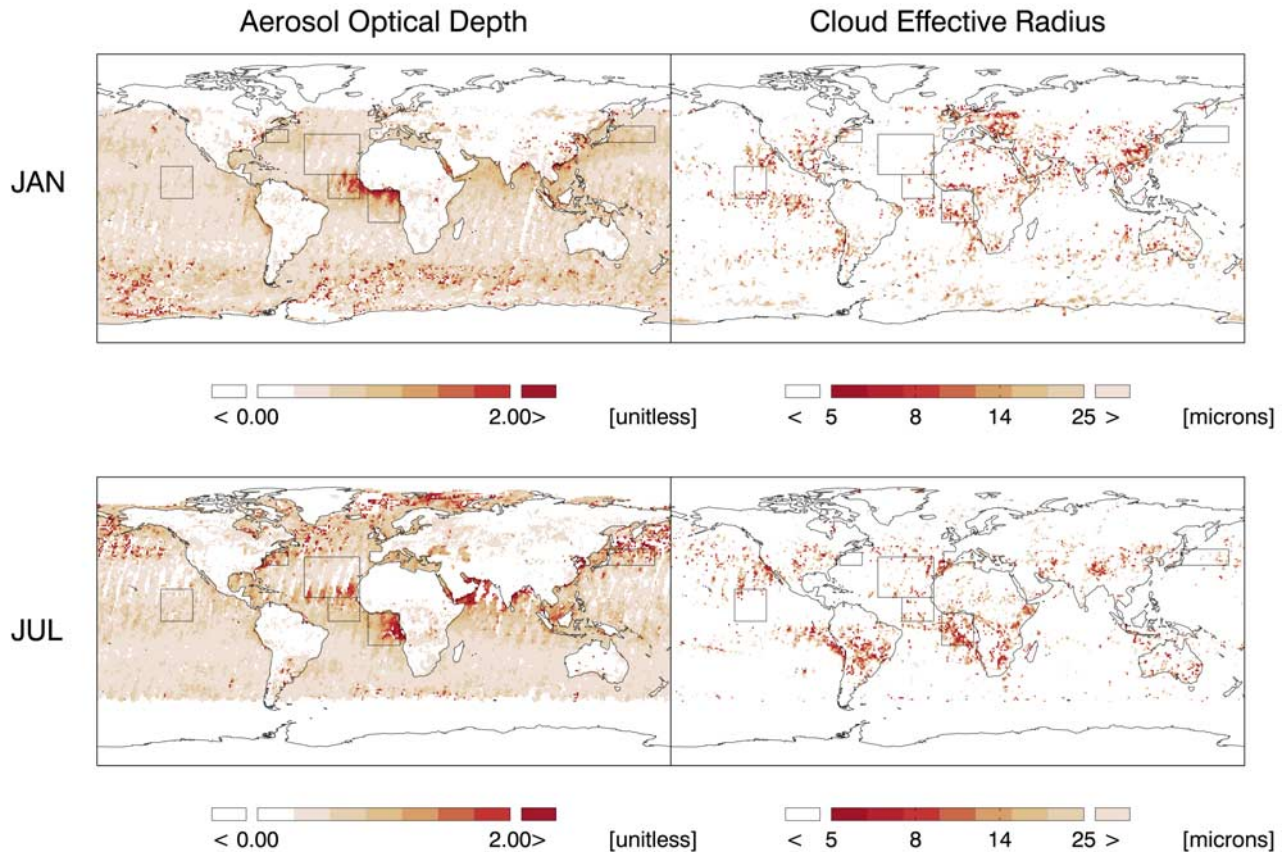 Aerosol Optical Depth Cloud Effective Radius
JAN
< 0.00 2.00> [unitless] < 5 8 14 25 > [microns]
JUL
< 0.00 2.00> [unitless] < 5 8 14 25 > [microns]